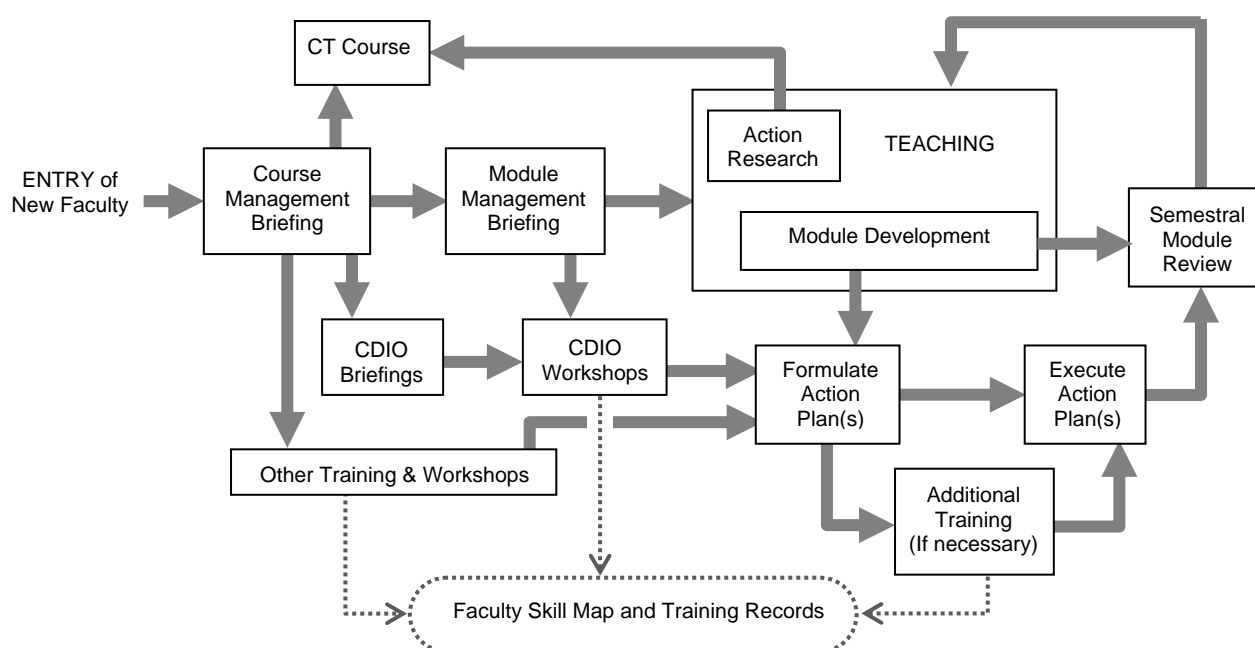 CT Course
Action
Research
TEACHING
ENTRY of
New Faculty
Course
Management
Briefing
Module
Management
Briefing
Module Development
Semestral
Module
Review
CDIO
Briefings
CDIO
Workshops
Formulate
Action
Plan(s)
Execute
Action
Plan(s)
Other Training & Workshops
Additional
Training
(If necessary)
Faculty Skill Map and Training Records